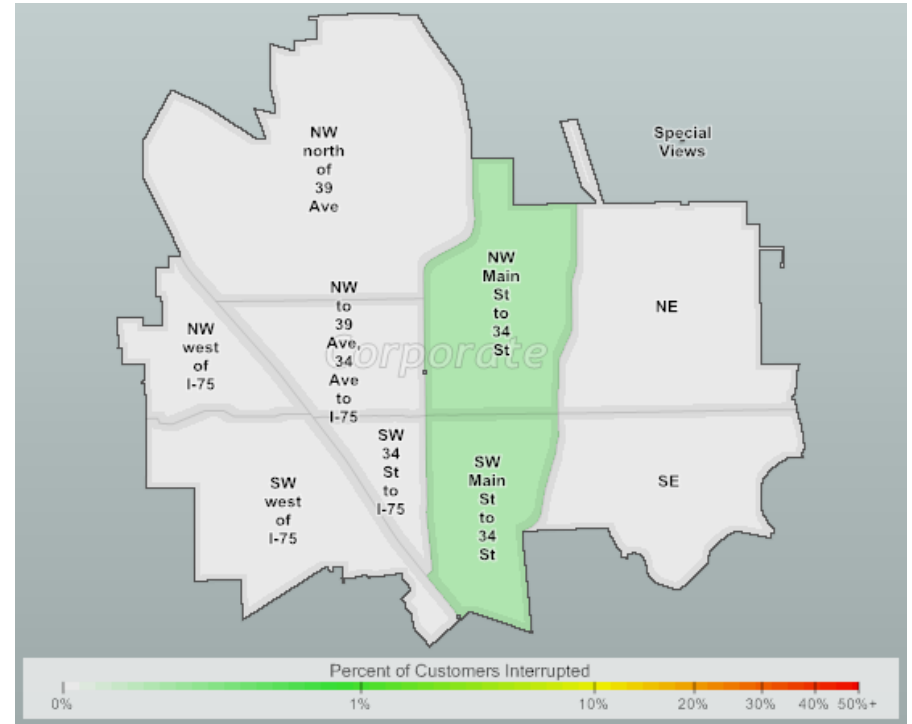 NW
north
of
39
Ave
Special
Views
NW
Main
St
to
34
St
NW
to
39
Ave,
34
Ave
to
I-75
NE
NW
west
of
I-75
Corporate
SW
34
St
to
I-75
SW
Main
St
to
34
St
SW
west
of
I-75
SE
Percent of Customers Interrupted
0% 1% 10% 20% 30% 40% 50%+